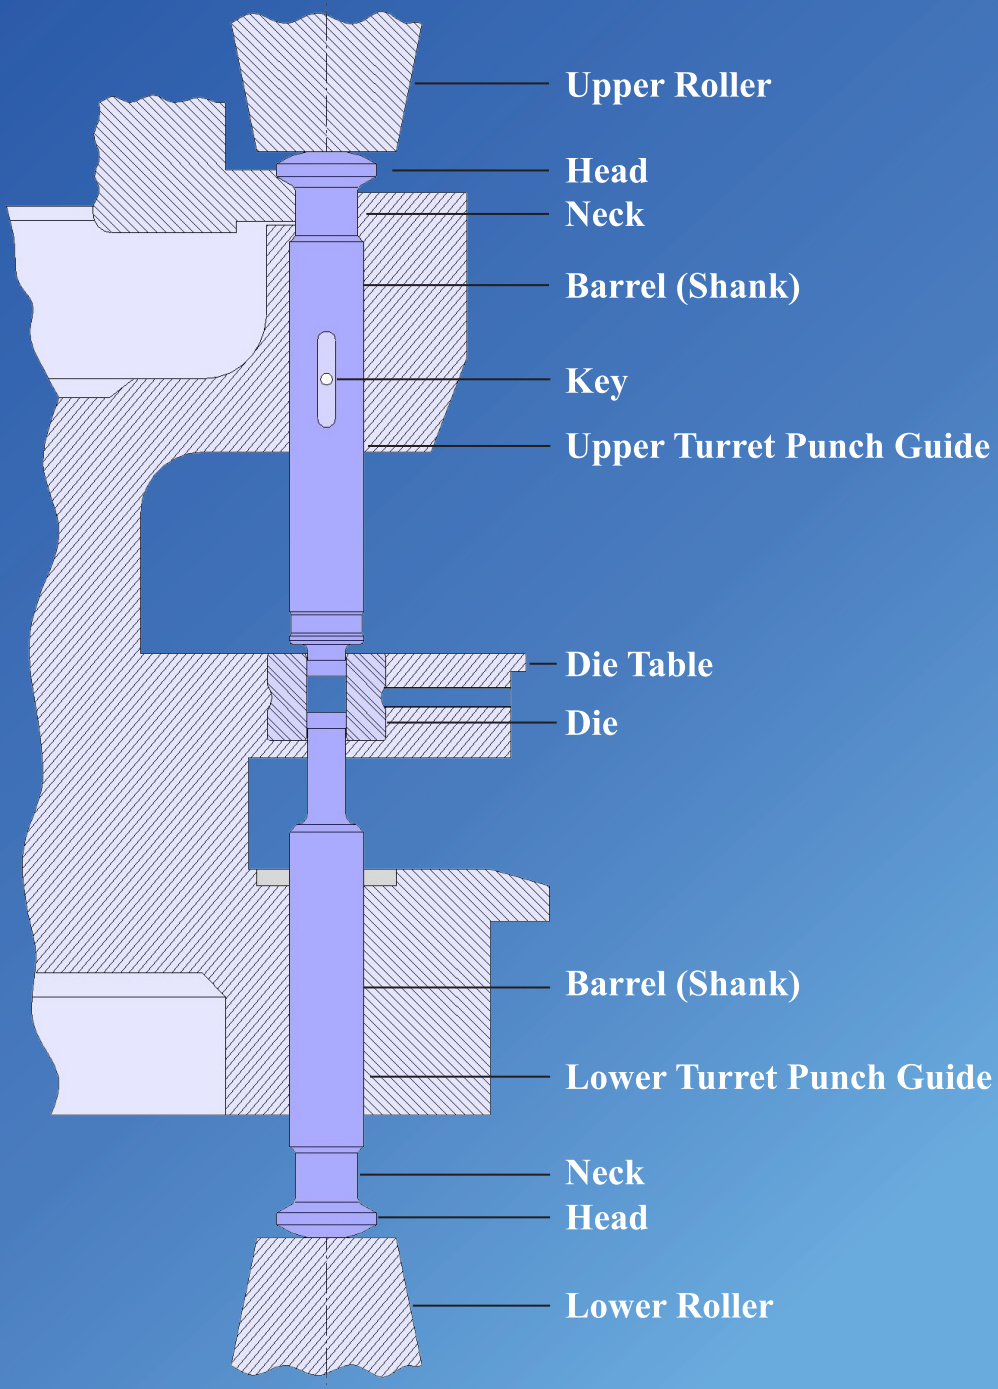 Upper Roller
Head
Neck
Barrel (Shank)
Key
Upper Turret Punch Guide
Die Table
Die
Barrel (Shank)
Lower Turret Punch Guide
Neck
Head
Lower Roller